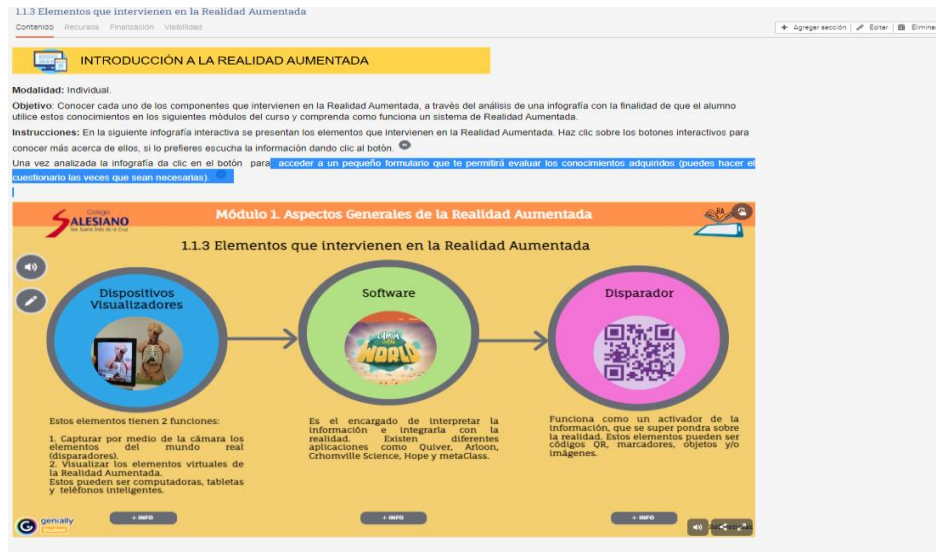 1.1.3 Elementos que intervienen en la Realidad Aumentada
Contenido Recursos Finalización Visibilidad
+ Agregar sección Editar Elimina
INTRODUCCIÓN A LA REALIDAD AUMENTADA
Modalidad: Individual.
Objetivo: Conocer cada uno de los componentes que intervienen en la Realidad Aumentada, a través del análisis de una infografía con la finalidad de que el alumno
utilice estos conocimientos en los siguientes módulos del curso y comprenda como funciona un sistema de Realidad Aumentada.
Instrucciones: En la siguiente infografía interactiva se presentan los elementos que intervienen en la Realidad Aumentada. Haz clic sobre los botones interactivos para
conocer más acerca de ellos, si lo prefieres escucha la información dando clic al botón.
Una vez analizada la infografía da clic en el botón para acceder a un pequeño formulario que te permitirá evaluar los conocimientos adquiridos (puedes hacer el
cuestionario las veces que sean necesarias).
Colegio
SALESIANO
Sor Juana Inés de la Cruz
Módulo 1. Aspectos Generales de la Realidad Aumentada
RA
1.1.3 Elementos que intervienen en la Realidad Aumentada
Dispositivos
Visualizadores
Software
WORLD
Disparador
Estos elementos tienen 2 funciones:
1. Capturar por medio de la cámara los
elementos del mundo real
(disparadores).
2. Visualizar los elementos virtuales de
la Realidad Aumentada.
Estos pueden ser computadoras, tabletas
y teléfonos inteligentes.
+ INFO
Es el encargado de interpretar la
información e integrarla con la
realidad. Existen diferentes
aplicaciones como Quiver, Arloon,
Crhomville Science, Hope y metaClass.
+ INFO
Funciona como un activador de la
información, que se super pondra sobre
la realidad. Estos elementos pueden ser
códigos QR, marcadores, objetos y/o
imágenes.
+ INFO
genially